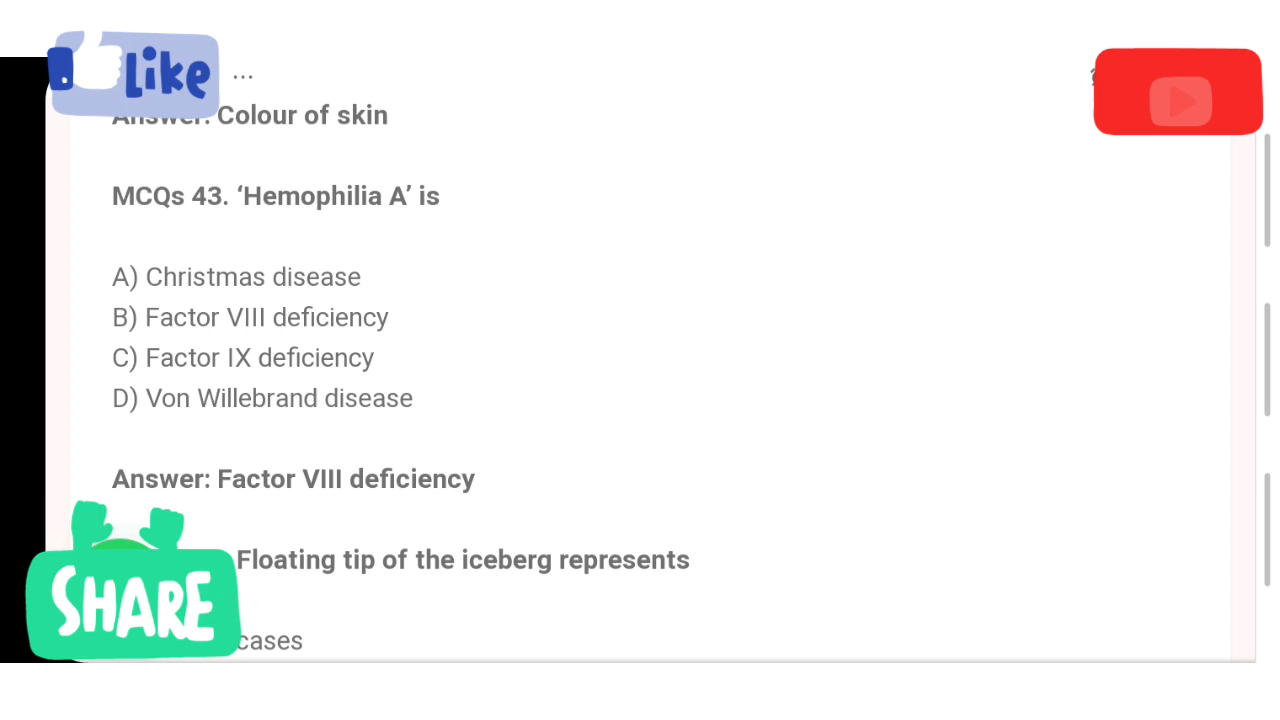 Like
...
Answer: Colour of skin
MCQs 43. ‘Hemophilia A’ is
A) Christmas disease
B) Factor VIII deficiency
C) Factor IX deficiency
D) Von Willebrand disease
Answer: Factor VIII deficiency
Floating tip of the iceberg represents
SHARE
cases